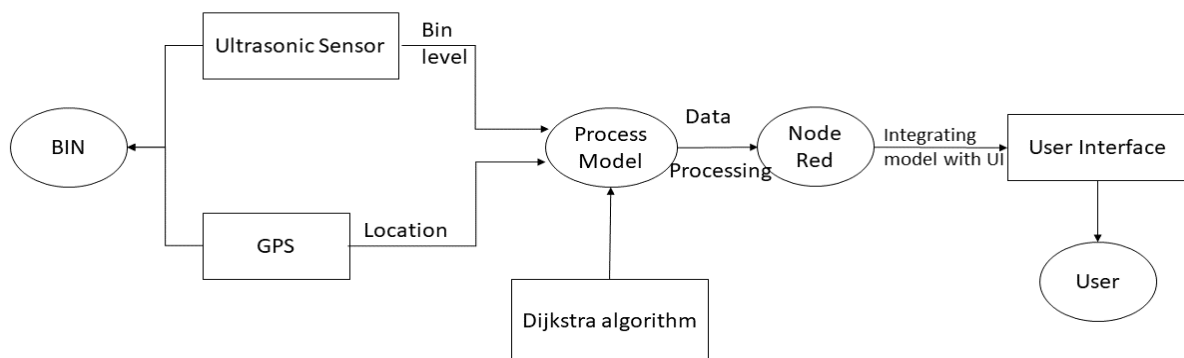 Ultrasonic Sensor
Bin
level
BIN
GPS
Location
Process
Model
Dijkstra algorithm
Data
Processing
Node
Red
Integrating
model with UI
User Interface
User